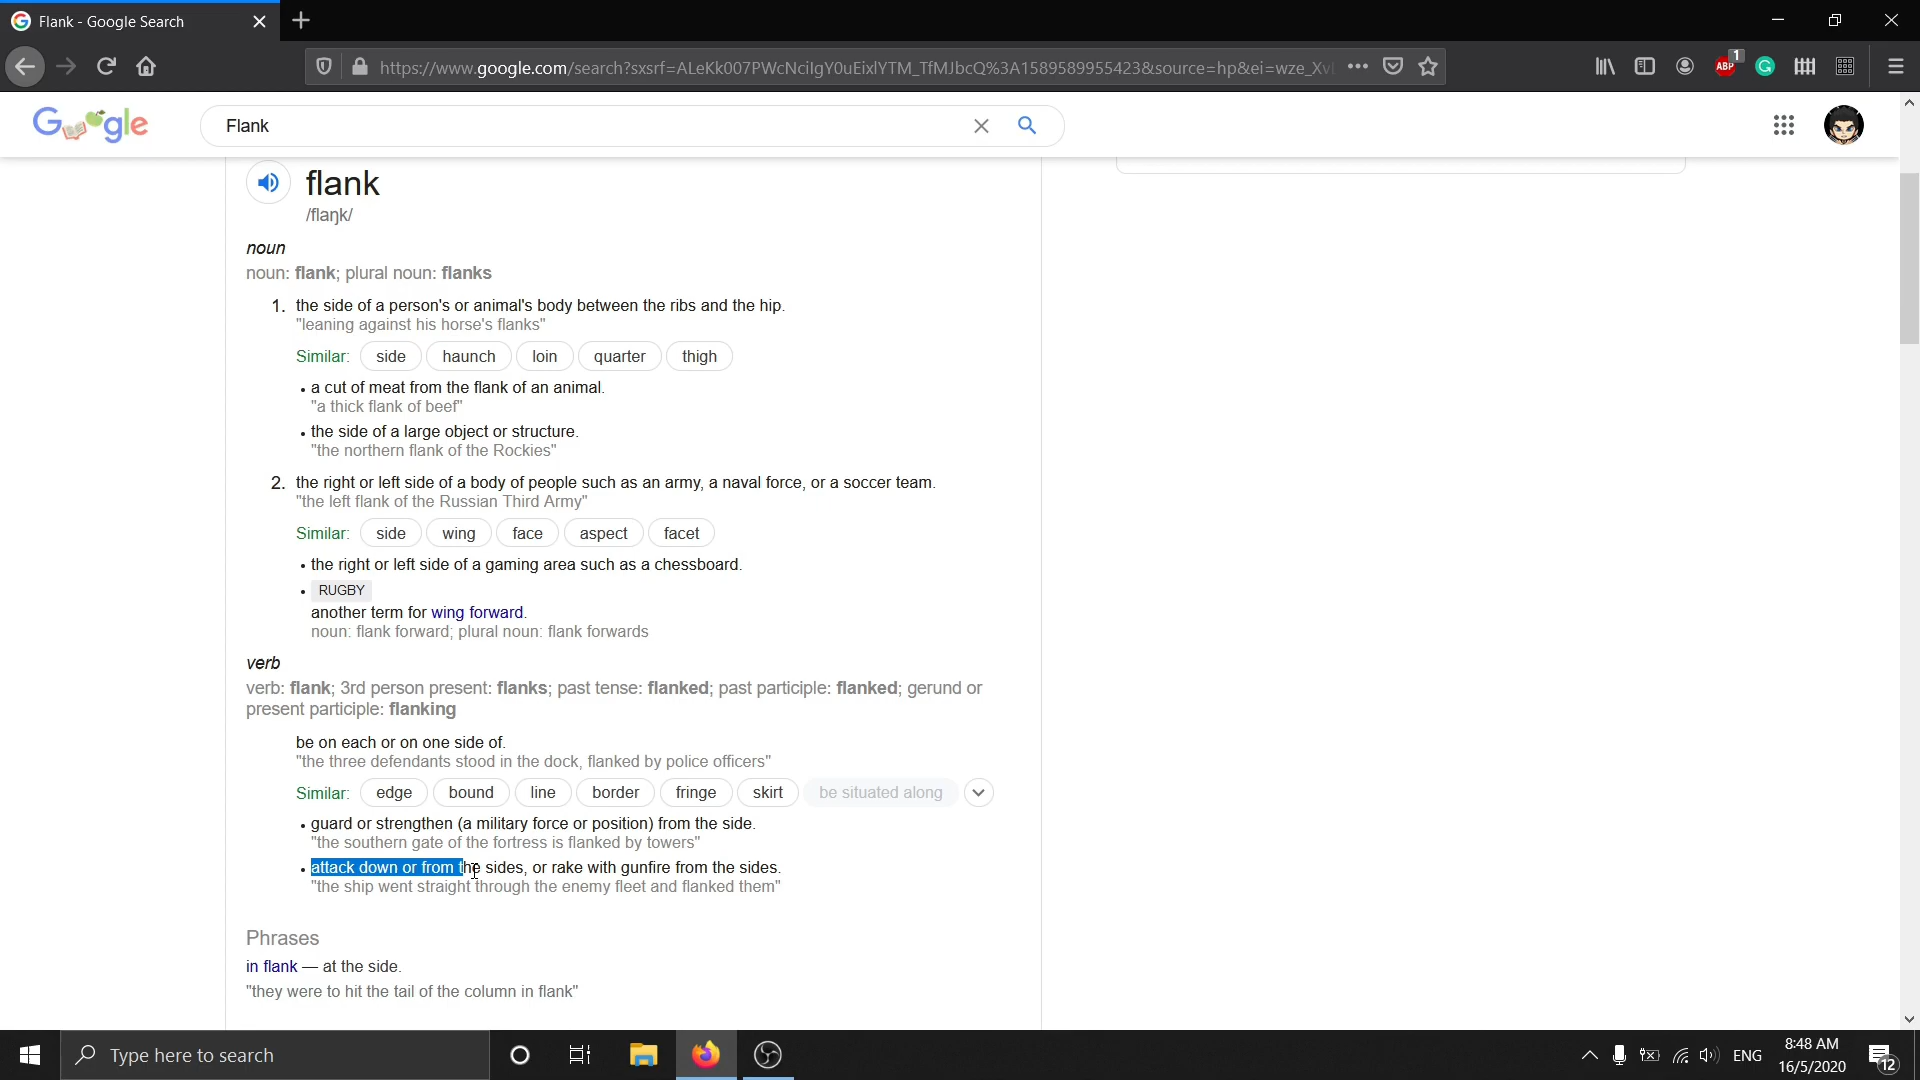 Flank - Google Search
https://www.google.com/search?sxsrf=ALeKk007PWcNciIgY0uEixlYTM_TfMJbcQ%3A1589589955423&source=hp&ei=wze_Xv
ABP
1
Google
Flank
flank
/flaŋk/
noun
noun: flank; plural noun: flanks
1. the side of a person's or animal's body between the ribs and the hip.
"leaning against his horse's flanks"
Similar: side haunch loin quarter thigh
• a cut of meat from the flank of an animal.
"a thick flank of beef"
• the side of a large object or structure.
"the northern flank of the Rockies"
2. the right or left side of a body of people such as an army, a naval force, or a soccer team.
"the left flank of the Russian Third Army"
Similar: side wing face aspect facet
• the right or left side of a gaming area such as a chessboard.
• RUGBY
another term for wing forward.
noun: flank forward; plural noun: flank forwards
verb
verb: flank; 3rd person present: flanks; past tense: flanked; past participle: flanked; gerund or
present participle: flanking
be on each or on one side of.
"the three defendants stood in the dock, flanked by police officers"
Similar: edge bound line border fringe skirt be situated along
• guard or strengthen (a military force or position) from the side.
"the southern gate of the fortress is flanked by towers"
• attack down or from the sides, or rake with gunfire from the sides.
"the ship went straight through the enemy fleet and flanked them"
Phrases
in flank — at the side.
"they were to hit the tail of the column in flank"
Type here to search
ENG
8:48 AM
16/5/2020
12